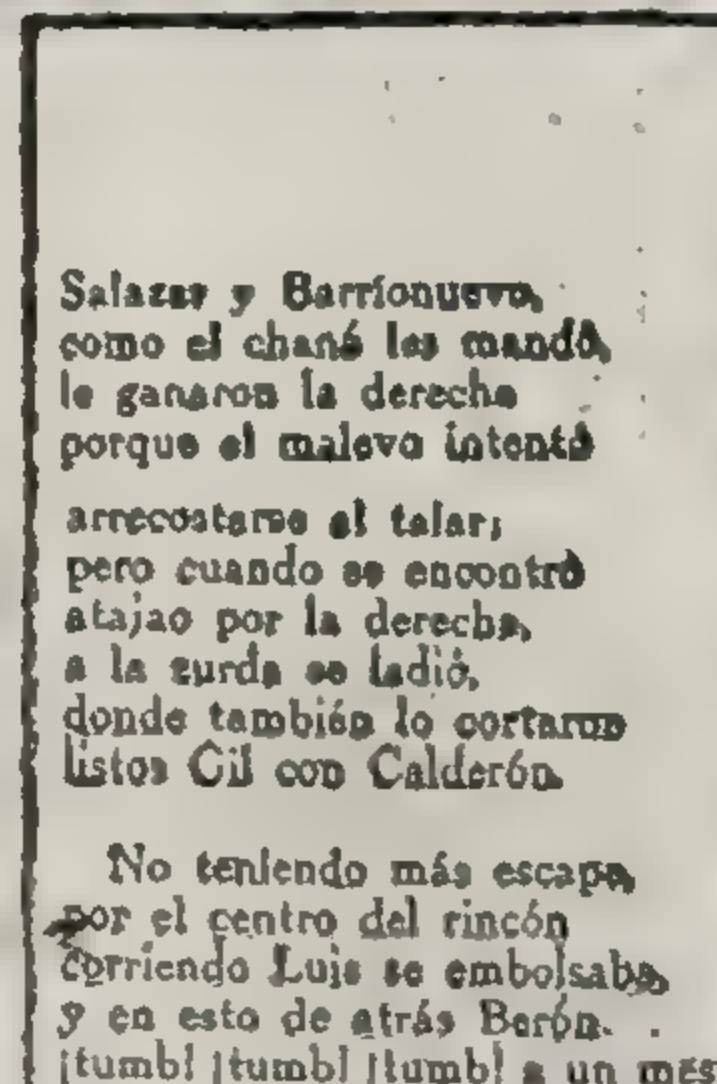 Salazar y Barríonuevo,
como el chané les mandó,
le ganaron la derecha
porque el malevo intentó
arrecostarse al talar;
pero cuando se encontró
atajao por la derecha,
a la zurda se ladió,
donde también lo cortaron
listos Gil con Calderón.
No teniendo más escape,
por el centro del rincón
corriendo Luis se embolsaba,
y en esto de atrás Berón.
¡tumb! ¡tumb! ¡tumb! a un mes